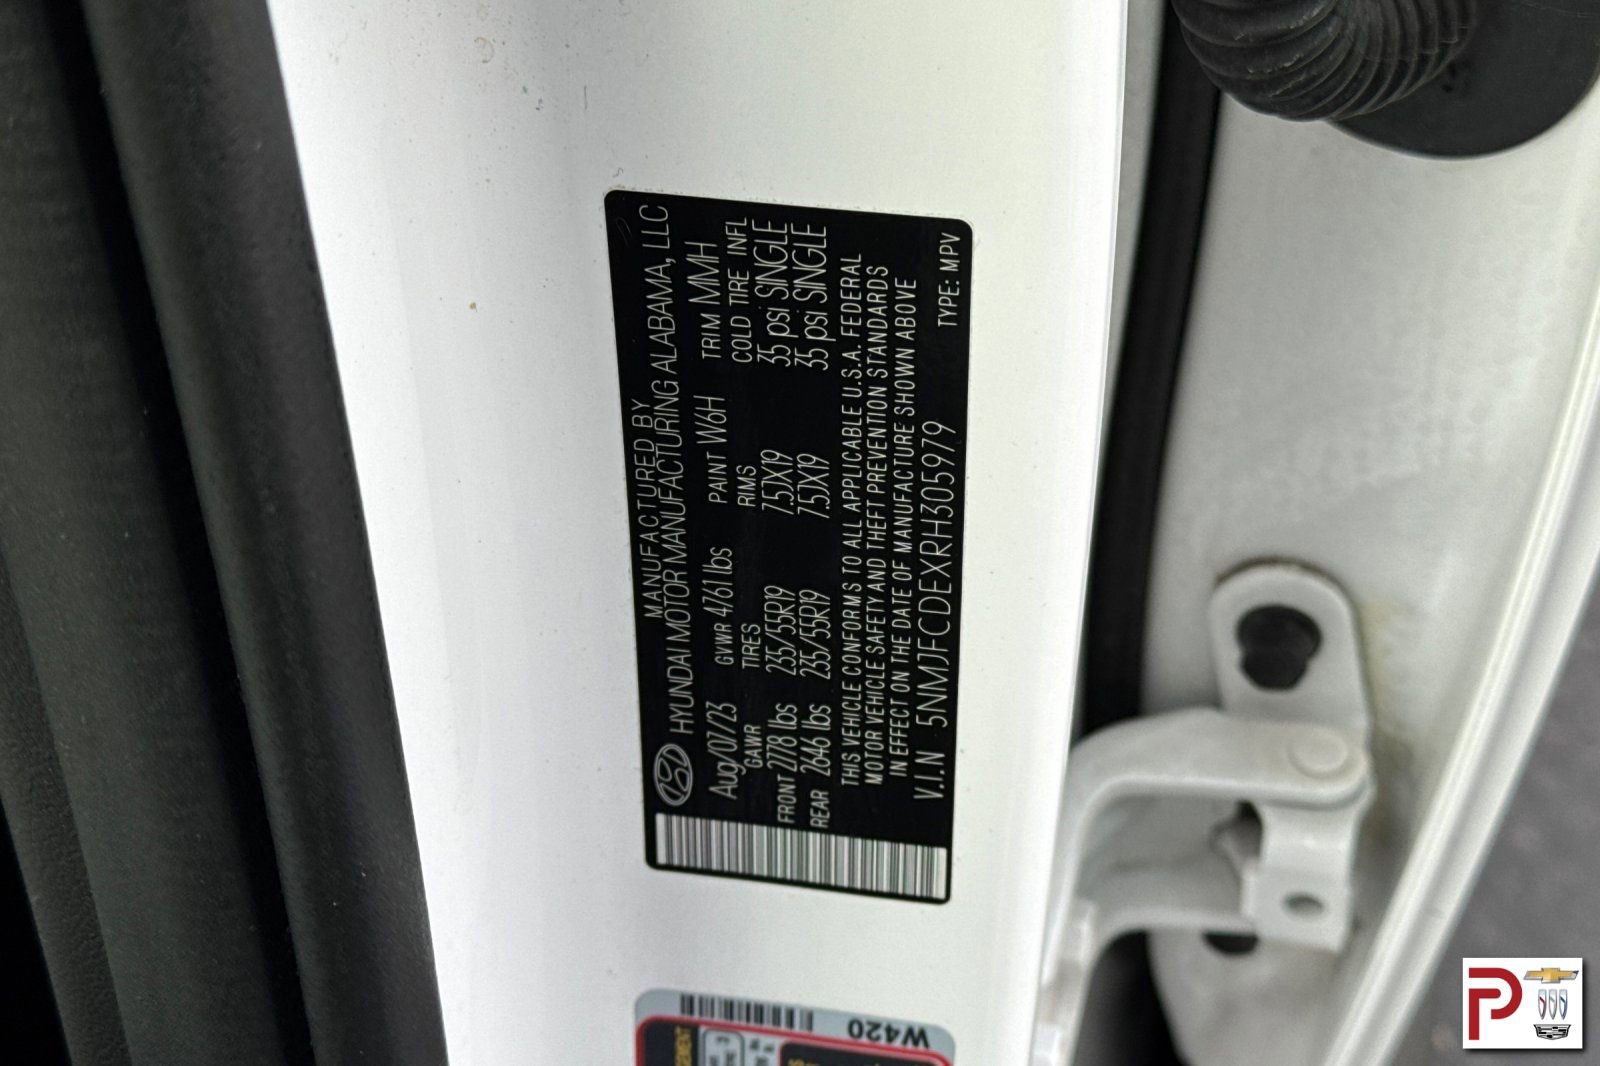 MANUFACTURED BY
HYUNDAI MOTOR MANUFACTURING ALABAMA, LLC
Aug/07/23 GVWR 4761 lbs PAINT W6H TRIM MMH
GAWR TIRES RIMS COLD TIRE INFL
FRONT 2778 lbs 235/55R19 7.5JX19 35 psi SINGLE
REAR 2646 lbs 235/55R19 7.5JX19 35 psi SINGLE
THIS VEHICLE CONFORMS TO ALL APPLICABLE U.S.A. FEDERAL
MOTOR VEHICLE SAFETY AND THEFT PREVENTION STANDARDS
IN EFFECT ON THE DATE OF MANUFACTURE SHOWN ABOVE
V.I.N 5NMJFCDEXRH305979 TYPE: MPV
W420
P